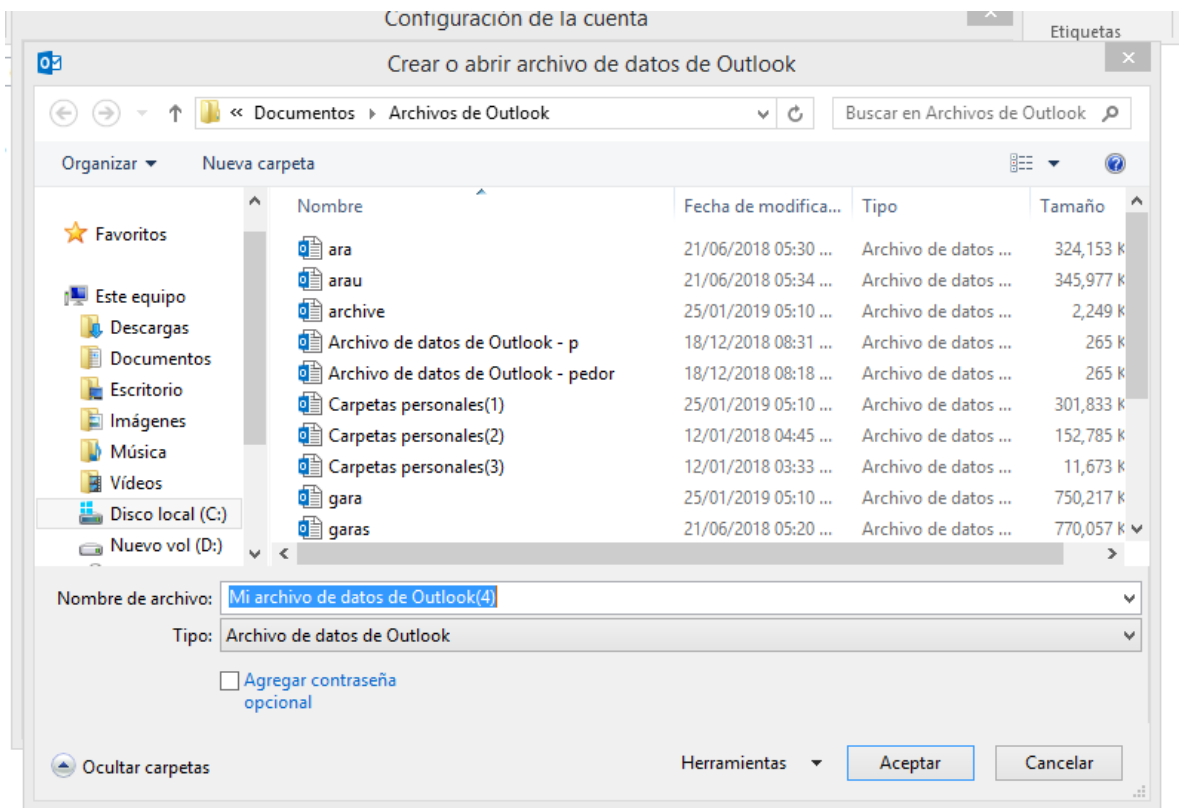 Configuración de la cuenta
Etiquetas
Crear o abrir archivo de datos de Outlook
« Documentos Archivos de Outlook
Buscar en Archivos de Outlook
Organizar Nueva carpeta
Nombre Fecha de modifica... Tipo Tamaño
Favoritos
Este equipo
Descargas
Documentos
Escritorio
Imágenes
Música
Vídeos
Disco local (C:)
Nuevo vol (D:)
ara 21/06/2018 05:30 ... Archivo de datos ... 324,153 K
arau 21/06/2018 05:34 ... Archivo de datos ... 345,977 K
archive 25/01/2019 05:10 ... Archivo de datos ... 2,249 K
Archivo de datos de Outlook - p 18/12/2018 08:31 ... Archivo de datos ... 265 K
Archivo de datos de Outlook - pedor 18/12/2018 08:18 ... Archivo de datos ... 265 K
Carpetas personales(1) 25/01/2019 05:10 ... Archivo de datos ... 301,833 K
Carpetas personales(2) 12/01/2018 04:45 ... Archivo de datos ... 152,785 K
Carpetas personales(3) 12/01/2018 03:33 ... Archivo de datos ... 11,673 K
gara 25/01/2019 05:10 ... Archivo de datos ... 750,217 K
garas 21/06/2018 05:20 ... Archivo de datos ... 770,057 K
Nombre de archivo: Mi archivo de datos de Outlook(4)
Tipo: Archivo de datos de Outlook
Agregar contraseña
opcional
Ocultar carpetas
Herramientas Aceptar Cancelar